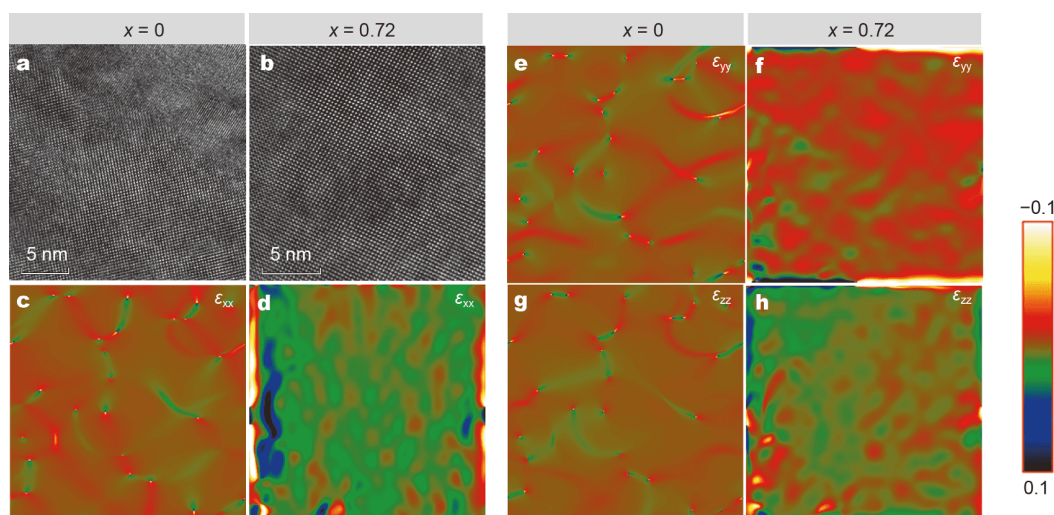 x = 0
x = 0.72
x = 0
x = 0.72
a
b
5 nm
5 nm
c
εxx
d
εxx
e
εyy
f
εyy
g
εzz
h
εzz
−0.1
0.1